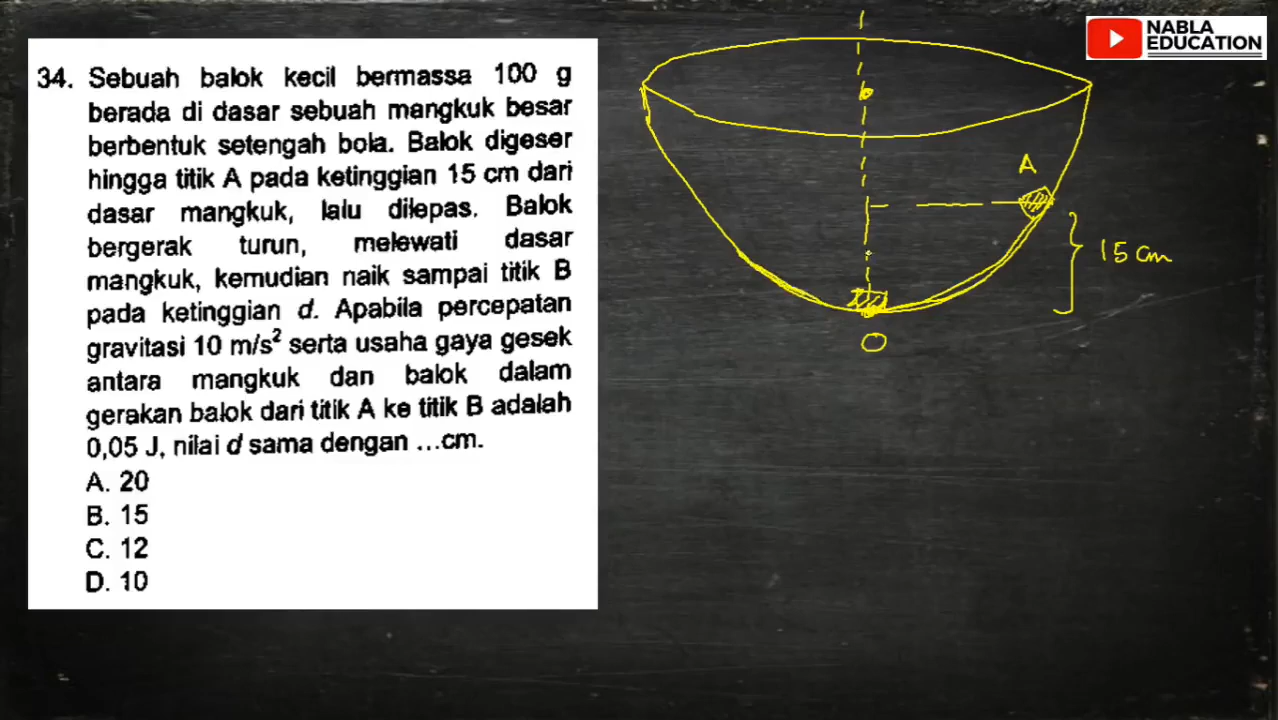 34. Sebuah balok kecil bermassa 100 g
berada di dasar sebuah mangkuk besar
berbentuk setengah bola. Balok digeser
hingga titik A pada ketinggian 15 cm dari
dasar mangkuk, lalu dilepas. Balok
bergerak turun, melewati dasar
mangkuk, kemudian naik sampai titik B
pada ketinggian d. Apabila percepatan
gravitasi 10 m/s² serta usaha gaya gesek
antara mangkuk dan balok dalam
gerakan balok dari titik A ke titik B adalah
0,05 J, nilai d sama dengan ...cm.
A. 20
B. 15
C. 12
D. 10
NABLA
EDUCATION
A
15 cm
O